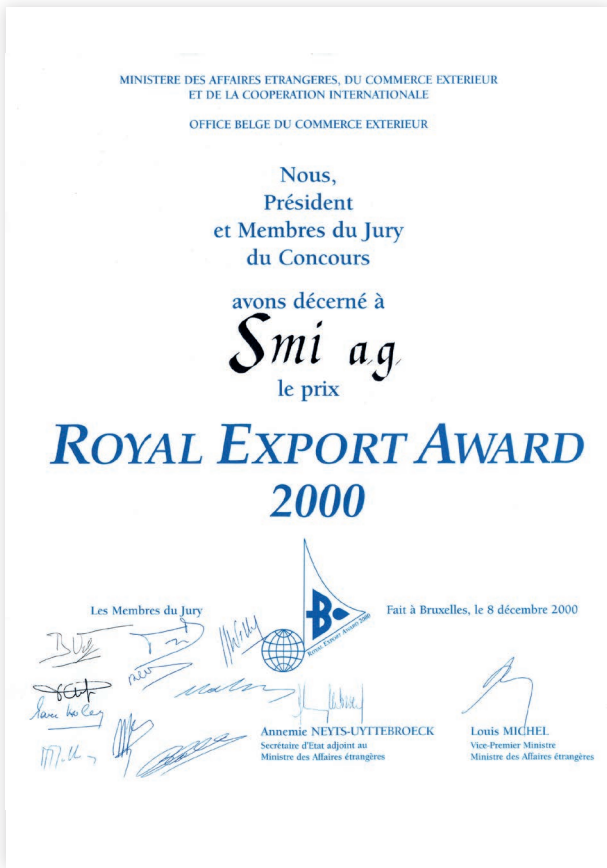 MINISTERE DES AFFAIRES ETRANGERES, DU COMMERCE EXTERIEUR
ET DE LA COOPERATION INTERNATIONALE
OFFICE BELGE DU COMMERCE EXTERIEUR
Nous,
Président
et Membres du Jury
du Concours
avons décerné à
Smi a.g.
le prix
ROYAL EXPORT AWARD
2000
Les Membres du Jury
B
ROYAL EXPORT AWARD 2000
Fait à Bruxelles, le 8 décembre 2000
Annemie NEYTS-UYTTEBROECK
Secrétaire d'Etat adjoint au
Ministre des Affaires étrangères
Louis MICHEL
Vice-Premier Ministre
Ministre des Affaires étrangères